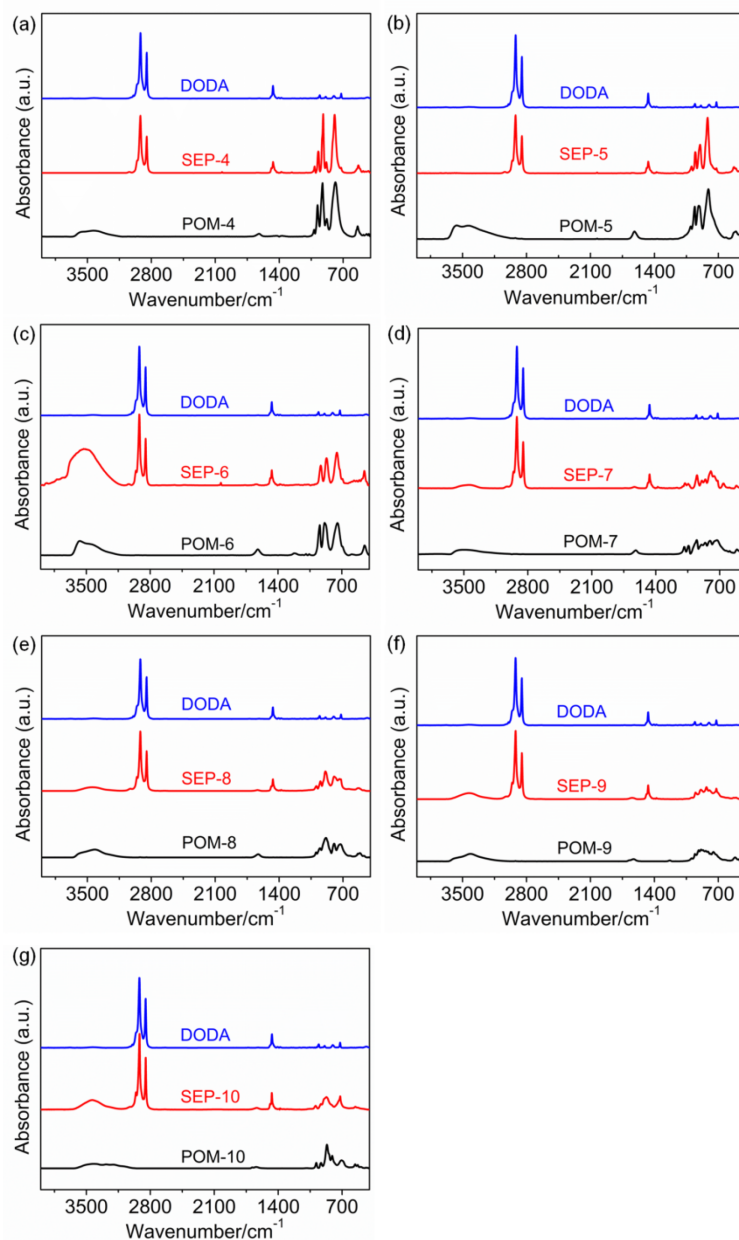 (a)
DODA
SEP-4
POM-4
Absorbance (a.u.)
3500 2800 2100 1400 700
Wavenumber/cm⁻¹
(b)
DODA
SEP-5
POM-5
Absorbance (a.u.)
3500 2800 2100 1400 700
Wavenumber/cm⁻¹
(c)
DODA
SEP-6
POM-6
Absorbance (a.u.)
3500 2800 2100 1400 700
Wavenumber/cm⁻¹
(d)
DODA
SEP-7
POM-7
Absorbance (a.u.)
3500 2800 2100 1400 700
Wavenumber/cm⁻¹
(e)
DODA
SEP-8
POM-8
Absorbance (a.u.)
3500 2800 2100 1400 700
Wavenumber/cm⁻¹
(f)
DODA
SEP-9
POM-9
Absorbance (a.u.)
3500 2800 2100 1400 700
Wavenumber/cm⁻¹
(g)
DODA
SEP-10
POM-10
Absorbance (a.u.)
3500 2800 2100 1400 700
Wavenumber/cm⁻¹